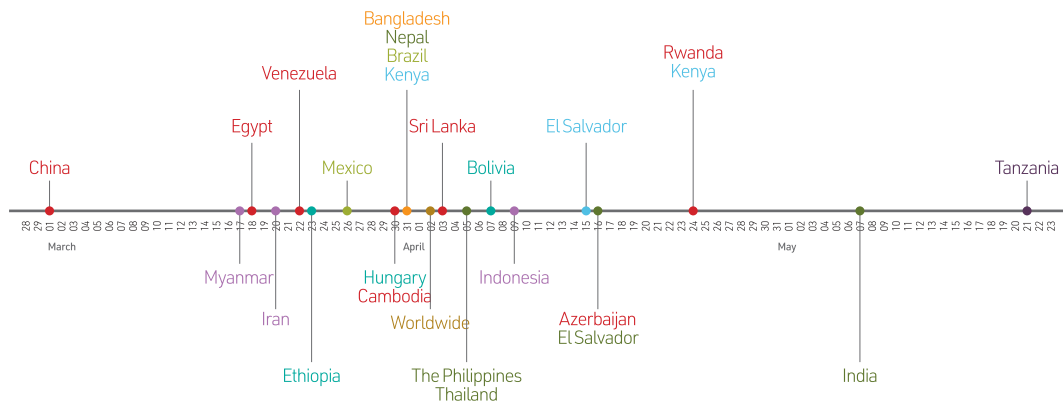 Bangladesh
Nepal
Brazil
Kenya
Venezuela
Rwanda
Kenya
Egypt
Sri Lanka
El Salvador
China
Mexico
Bolivia
Tanzania
28 29 01 02 03 04 05 06 07 08 09 10 11 12 13 14 15 16 17 18 19 20 21 22 23 24 25 26 27 28 29 30 31 01 02 03 04 05 06 07 08 09 10 11 12 13 14 15 16 17 18 19 20 21 22 23 24 25 26 27 28 29 30 31 01 02 03 04 05 06 07 08 09 10 11 12 13 14 15 16 17 18 19 20 21 22 23
March April May
Myanmar
Hungary
Cambodia
Indonesia
Iran
Worldwide
Azerbaijan
El Salvador
Ethiopia
The Philippines
Thailand
India